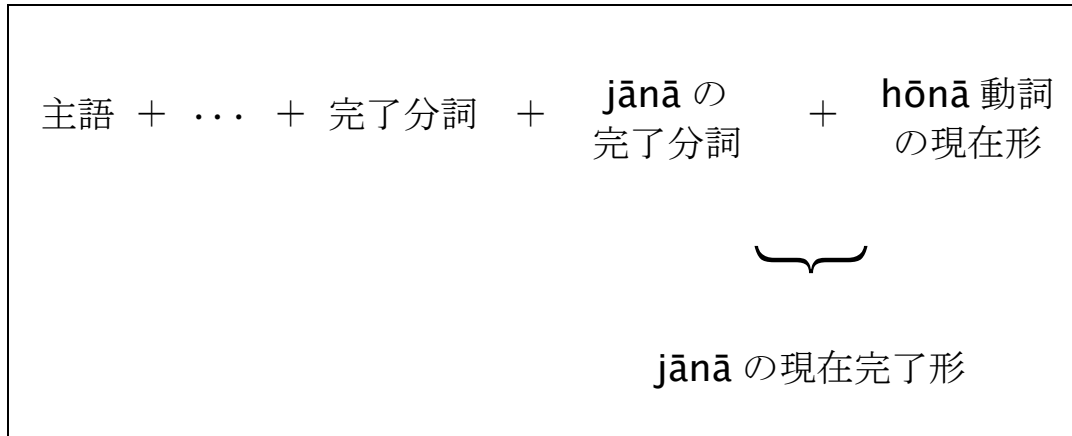 主語 ＋ ··· ＋ 完了分詞 ＋ jānā の完了分詞 ＋ hōnā 動詞の現在形
jānā の現在完了形